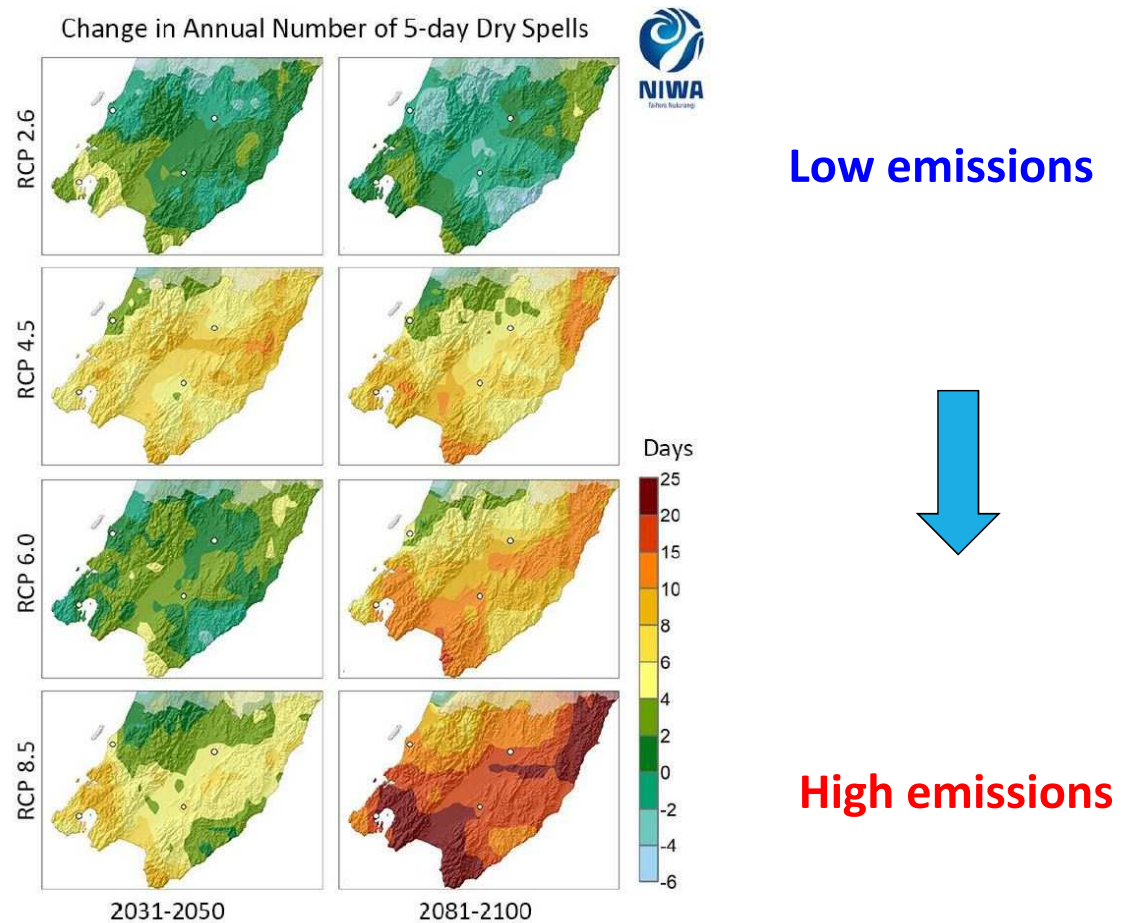 Change in Annual Number of 5-day Dry Spells
NIWA
Taihoro Nukurangi
RCP 2.6
Low emissions
RCP 4.5
Days
25
20
15
10
8
6
4
2
0
-2
-4
-6
RCP 6.0
RCP 8.5
High emissions
2031-2050
2081-2100